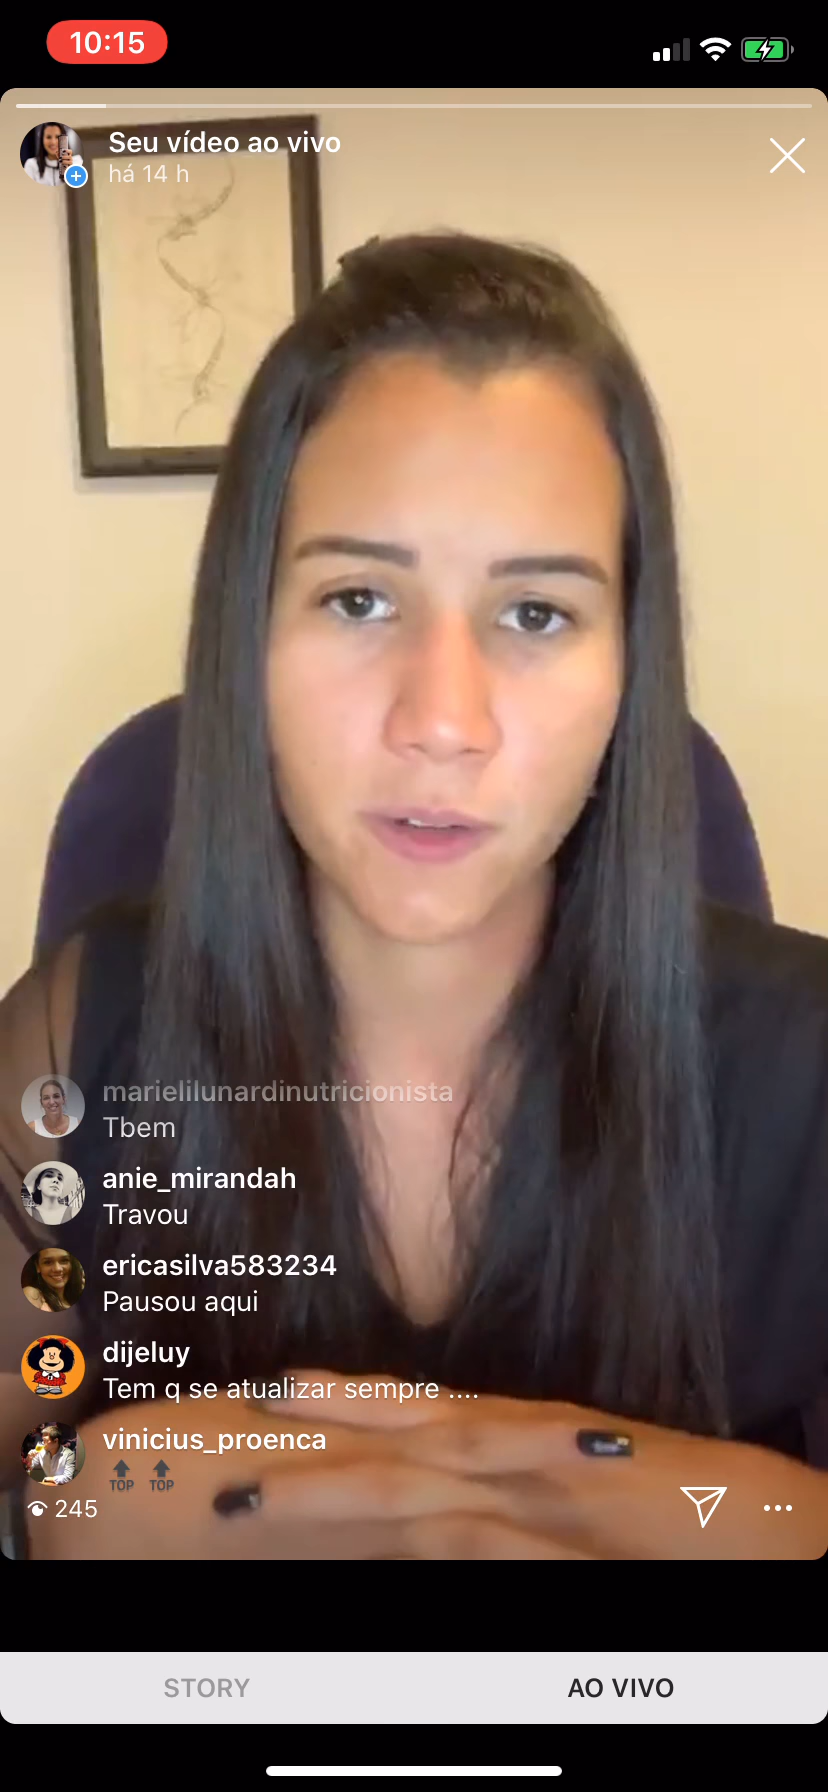 10:15
Seu vídeo ao vivo
há 14 h
marielilunardinutricionista
Tbem
anie_mirandah
Travou
ericasilva583234
Pausou aqui
dijeluy
Tem q se atualizar sempre ....
vinicius_proenca
TOP TOP
245
STORY
AO VIVO